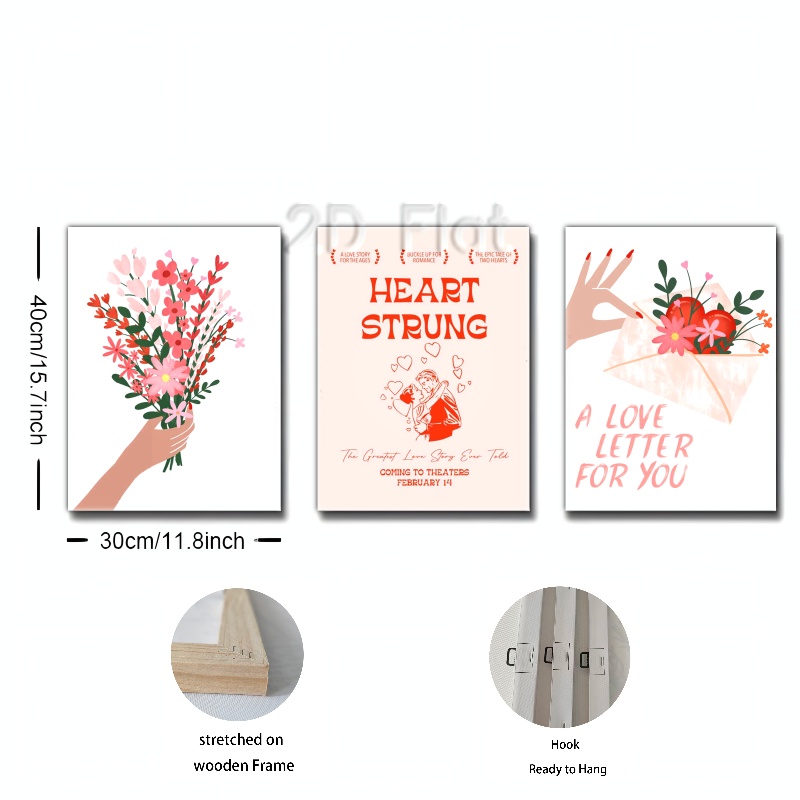 2D Flat
A LOVE STORY
FOR THE AGES
BUCKLE UP FOR
ROMANCE
THE EPIC TALE OF
TWO HEARTS
HEART
STRUNG
The Greatest Love Story Ever Told
COMING TO THEATERS
FEBRUARY 14
A LOVE
LETTER
FOR YOU
40cm/15.7inch
30cm/11.8inch
stretched on
wooden Frame
Hook
Ready to Hang